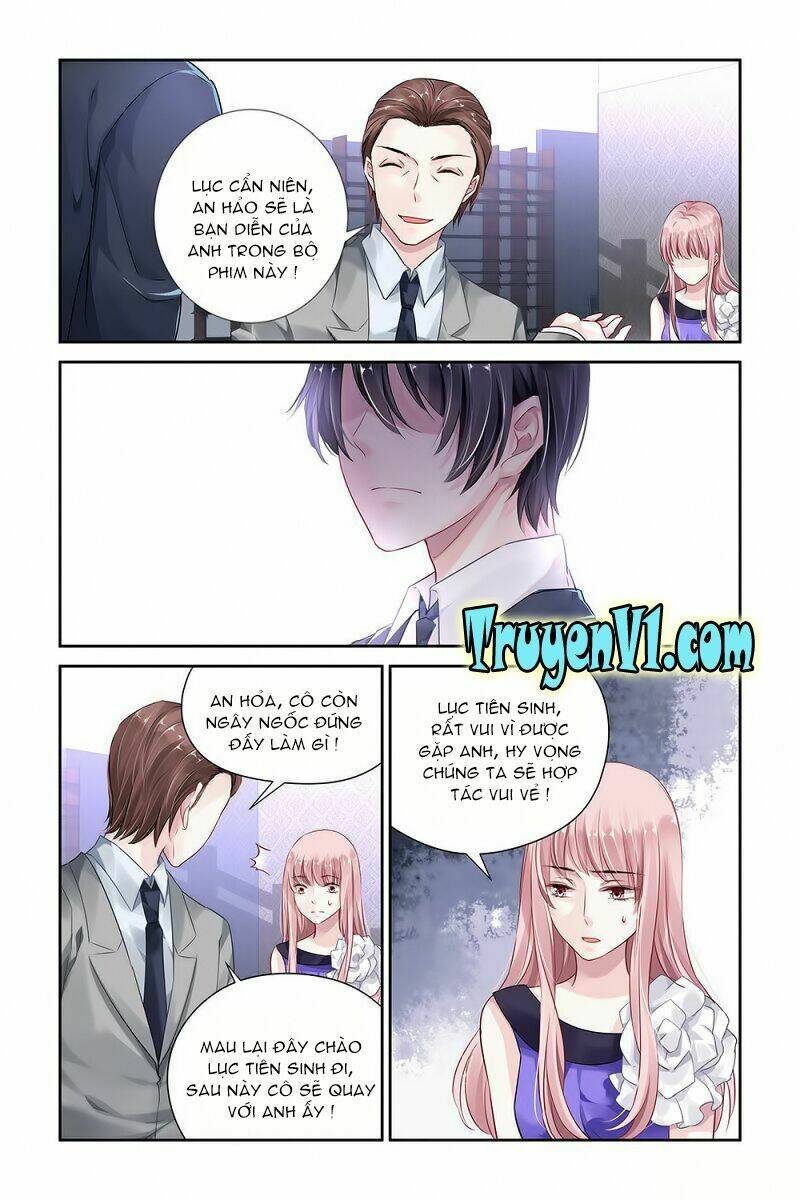 LỤC CẨN NIÊN,
AN HẢO SẼ LÀ
BẠN DIỄN CỦA
ANH TRONG BỘ
PHIM NÀY !
TruyenV1.com
AN HỎA, CÔ CÒN
NGÂY NGỐC ĐỨNG
ĐẤY LÀM GÌ !
LỤC TIÊN SINH,
RẤT VUI VÌ ĐƯỢC
GẶP ANH, HY VỌNG
CHÚNG TA SẼ HỢP
TÁC VUI VẺ !
MAU LẠI ĐÂY CHÀO
LỤC TIÊN SINH ĐI,
SAU NÀY CÔ SẼ QUAY
VỚI ANH ẤY !